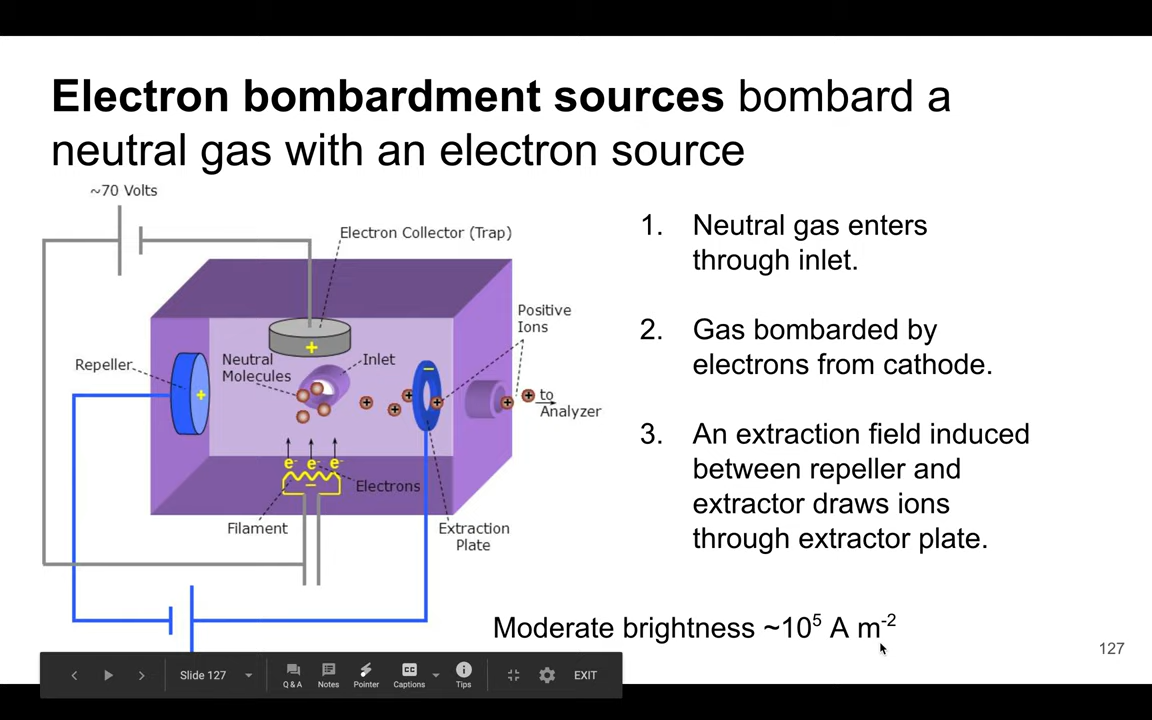 Electron bombardment sources bombard a
neutral gas with an electron source
~70 Volts
Electron Collector (Trap)
Positive
Ions
Repeller
Neutral
Molecules
Inlet
to
Analyzer
e⁻ e⁻ e⁻
Electrons
Filament
Extraction
Plate
1. Neutral gas enters
through inlet.
2. Gas bombarded by
electrons from cathode.
3. An extraction field induced
between repeller and
extractor draws ions
through extractor plate.
Moderate brightness ~10⁵ A m⁻²
127
Slide 127
Q & A
Notes
Pointer
CC
Captions
Tips
EXIT